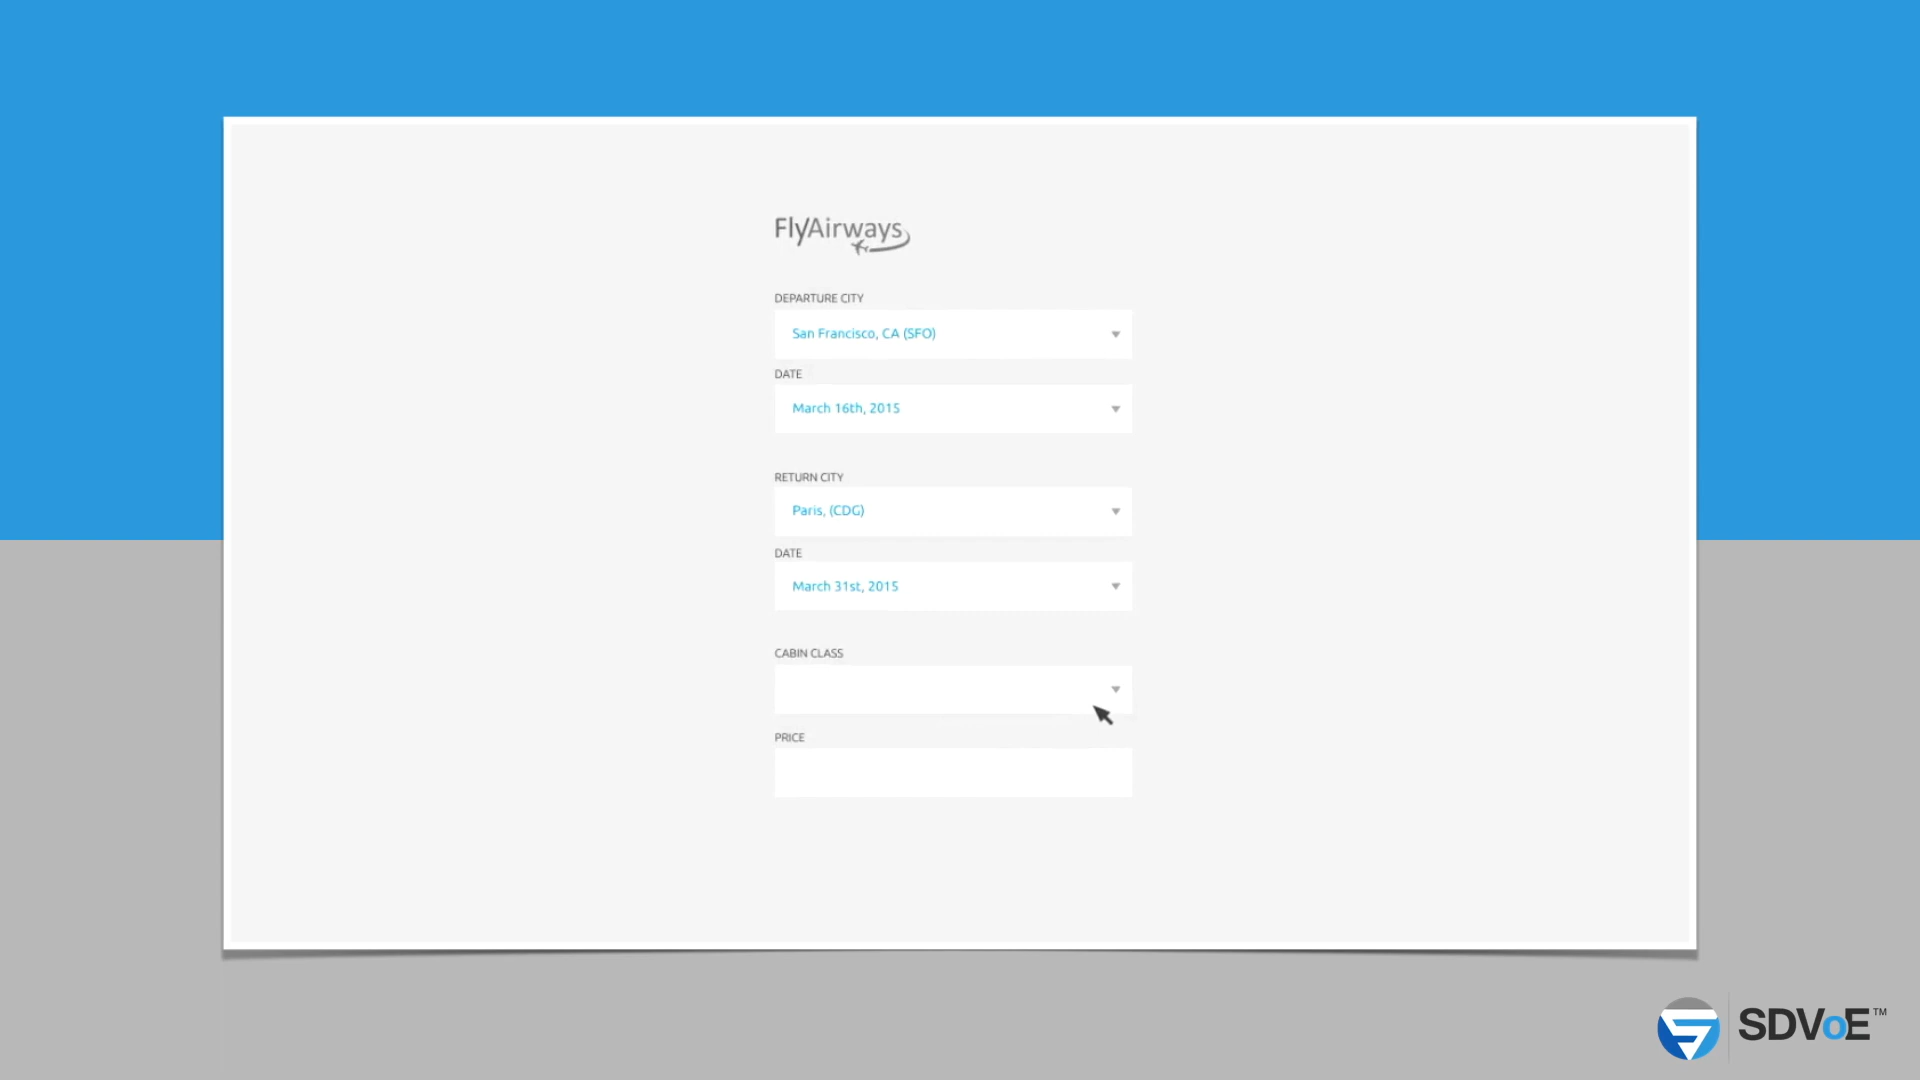 FlyAirways
DEPARTURE CITY
San Francisco, CA (SFO)
DATE
March 16th, 2015
RETURN CITY
Paris, (CDG)
DATE
March 31st, 2015
CABIN CLASS
PRICE
SDVoE™